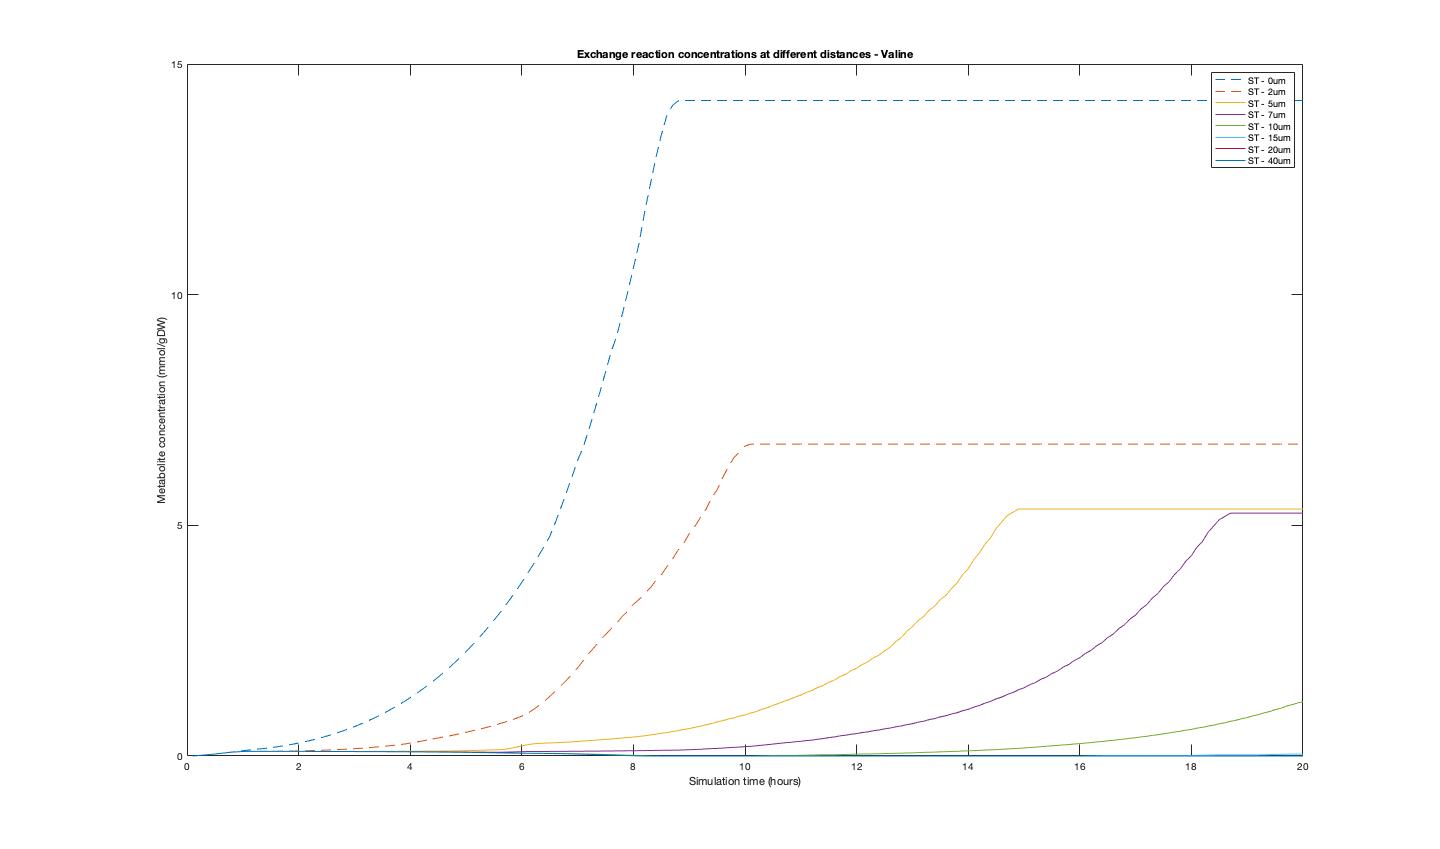 Exchange reaction concentrations at different distances - Valine
15
10
5
0
Metabolite concentration (mmol/gDW)
ST - 0um
ST - 2um
ST - 5um
ST - 7um
ST - 10um
ST - 15um
ST - 20um
ST - 40um
0 2 4 6 8 10 12 14 16 18 20
Simulation time (hours)